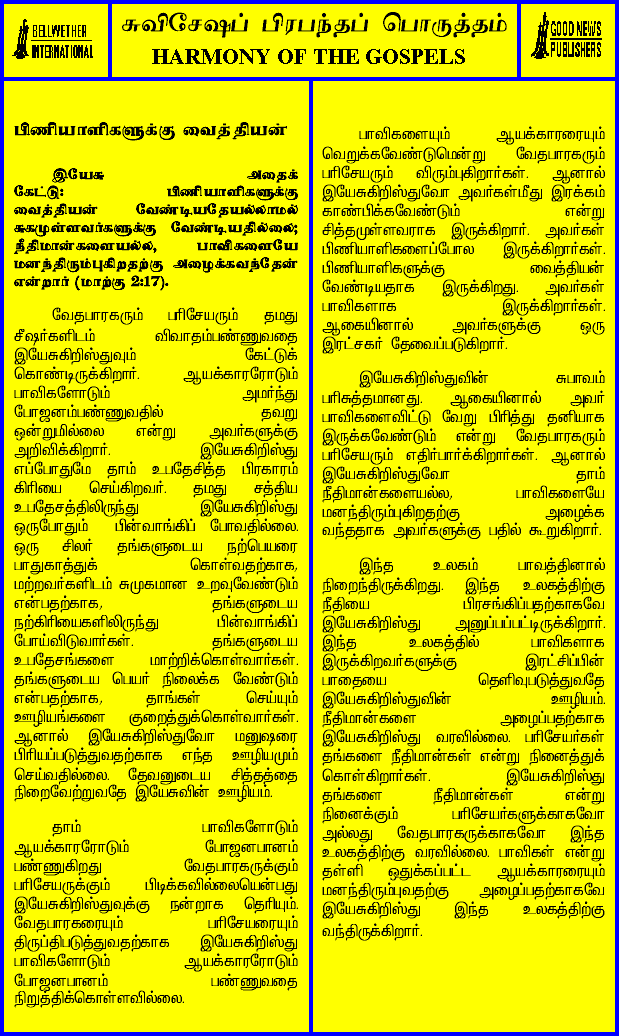 BELLWETHER
INTERNATIONAL
சுவிசேஷப் பிரபந்தப் பொருத்தம்
HARMONY OF THE GOSPELS
GOOD NEWS
PUBLISHERS
பிணியாளிகளுக்கு வைத்தியன்
இயேசு அதைக்
கேட்டு: பிணியாளிகளுக்கு
வைத்தியன் வேண்டியதேயல்லாமல்
சுகமுள்ளவர்களுக்கு வேண்டியதில்லை;
நீதிமான்களையல்ல, பாவிகளையே
மனந்திரும்புகிறதற்கு அழைக்கவந்தேன்
என்றார் (மாற்கு 2:17).
வேதபாரகரும் பரிசேயரும் தமது
சீஷர்களிடம் விவாதம்பண்ணுவதை
இயேசுகிறிஸ்துவும் கேட்டுக்
கொண்டிருக்கிறார். ஆயக்காரரோடும்
பாவிகளோடும் அமர்ந்து
போஜனம்பண்ணுவதில் தவறு
ஒன்றுமில்லை என்று அவர்களுக்கு
அறிவிக்கிறார். இயேசுகிறிஸ்து
எப்போதுமே தாம் உபதேசித்த பிரகாரம்
கிரியை செய்கிறவர். தமது சத்திய
உபதேசத்திலிருந்து இயேசுகிறிஸ்து
ஒருபோதும் பின்வாங்கிப் போவதில்லை.
ஒரு சிலர் தங்களுடைய நற்பெயரை
பாதுகாத்துக் கொள்வதற்காக,
மற்றவர்களிடம் சுமுகமான உறவுவேண்டும்
என்பதற்காக, தங்களுடைய
நற்கிரியைகளிலிருந்து பின்வாங்கிப்
போய்விடுவார்கள். தங்களுடைய
உபதேசங்களை மாற்றிக்கொள்வார்கள்.
தங்களுடைய பெயர் நிலைக்க வேண்டும்
என்பதற்காக, தாங்கள் செய்யும்
ஊழியங்களை குறைத்துக்கொள்வார்கள்.
ஆனால் இயேசுகிறிஸ்துவோ மனுஷரை
பிரியப்படுத்துவதற்காக எந்த ஊழியமும்
செய்வதில்லை. தேவனுடைய சித்தத்தை
நிறைவேற்றுவதே இயேசுவின் ஊழியம்.
தாம் பாவிகளோடும்
ஆயக்காரரோடும் போஜனபானம்
பண்ணுகிறது வேதபாரகருக்கும்
பரிசேயருக்கும் பிடிக்கவில்லையென்பது
இயேசுகிறிஸ்துவுக்கு நன்றாக தெரியும்.
வேதபாரகரையும் பரிசேயரையும்
திருப்திபடுத்துவதற்காக இயேசுகிறிஸ்து
பாவிகளோடும் ஆயக்காரரோடும்
போஜனபானம் பண்ணுவதை
நிறுத்திக்கொள்ளவில்லை.
பாவிகளையும் ஆயக்காரரையும்
வெறுக்கவேண்டுமென்று வேதபாரகரும்
பரிசேயரும் விரும்புகிறார்கள். ஆனால்
இயேசுகிறிஸ்துவோ அவர்கள்மீது இரக்கம்
காண்பிக்கவேண்டும் என்று
சித்தமுள்ளவராக இருக்கிறார். அவர்கள்
பிணியாளிகளைப்போல இருக்கிறார்கள்.
பிணியாளிகளுக்கு வைத்தியன்
வேண்டியதாக இருக்கிறது. அவர்கள்
பாவிகளாக இருக்கிறார்கள்.
ஆகையினால் அவர்களுக்கு ஒரு
இரட்சகர் தேவைப்படுகிறார்.
இயேசுகிறிஸ்துவின் சுபாவம்
பரிசுத்தமானது. ஆகையினால் அவர்
பாவிகளைவிட்டு வேறு பிரித்து தனியாக
இருக்கவேண்டும் என்று வேதபாரகரும்
பரிசேயரும் எதிர்பார்க்கிறார்கள். ஆனால்
இயேசுகிறிஸ்துவோ தாம்
நீதிமான்களையல்ல, பாவிகளையே
மனந்திரும்புகிறதற்கு அழைக்க
வந்ததாக அவர்களுக்கு பதில் கூறுகிறார்.
இந்த உலகம் பாவத்தினால்
நிறைந்திருக்கிறது. இந்த உலகத்திற்கு
நீதியை பிரசங்கிப்பதற்காகவே
இயேசுகிறிஸ்து அனுப்பப்பட்டிருக்கிறார்.
இந்த உலகத்தில் பாவிகளாக
இருக்கிறவர்களுக்கு இரட்சிப்பின்
பாதையை தெளிவுபடுத்துவதே
இயேசுகிறிஸ்துவின் ஊழியம்.
நீதிமான்களை அழைப்பதற்காக
இயேசுகிறிஸ்து வரவில்லை. பரிசேயர்கள்
தங்களை நீதிமான்கள் என்று நினைத்துக்
கொள்கிறார்கள். இயேசுகிறிஸ்து
தங்களை நீதிமான்கள் என்று
நினைக்கும் பரிசேயர்களுக்காகவோ
அல்லது வேதபாரகருக்காகவோ இந்த
உலகத்திற்கு வரவில்லை. பாவிகள் என்று
தள்ளி ஒதுக்கப்பட்ட ஆயக்காரரையும்
மனந்திரும்புவதற்கு அழைப்பதற்காகவே
இயேசுகிறிஸ்து இந்த உலகத்திற்கு
வந்திருக்கிறார்.